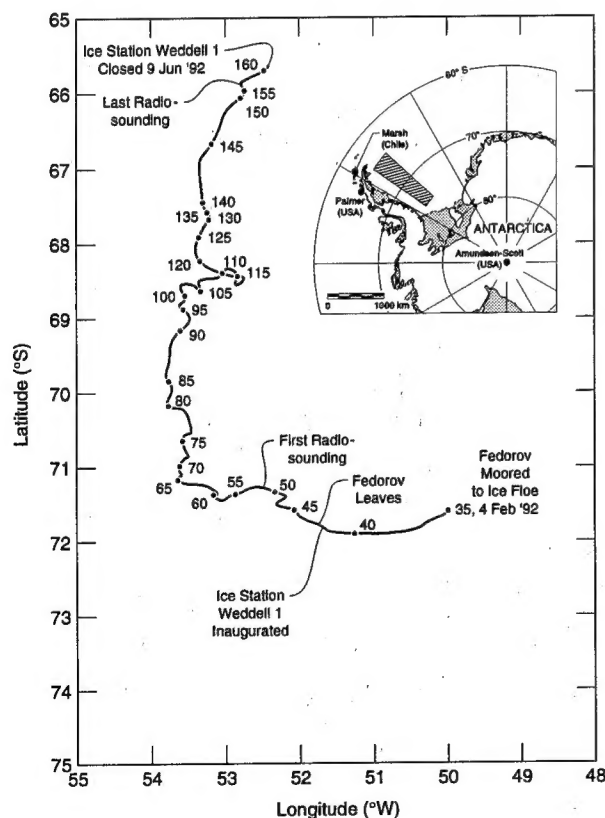 65
66
67
68
69
70
71
72
73
74
75
Latitude (°S)
55
54
53
52
51
50
49
48
Longitude (°W)
Ice Station Weddell 1
Closed 9 Jun '92
160
155
150
Last Radio-
sounding
145
140
135
130
125
120
110
115
105
100
95
90
85
80
75
70
65
60
55
50
45
40
First Radio-
sounding
Fedorov
Leaves
Fedorov
Moored
to Ice Floe
35, 4 Feb '92
Ice Station
Weddell 1
Inaugurated
60° S
70°
80°
Marsh
(Chile)
Palmer
(USA)
ANTARCTICA
Amundsen-Scott
(USA)
0
1000 km